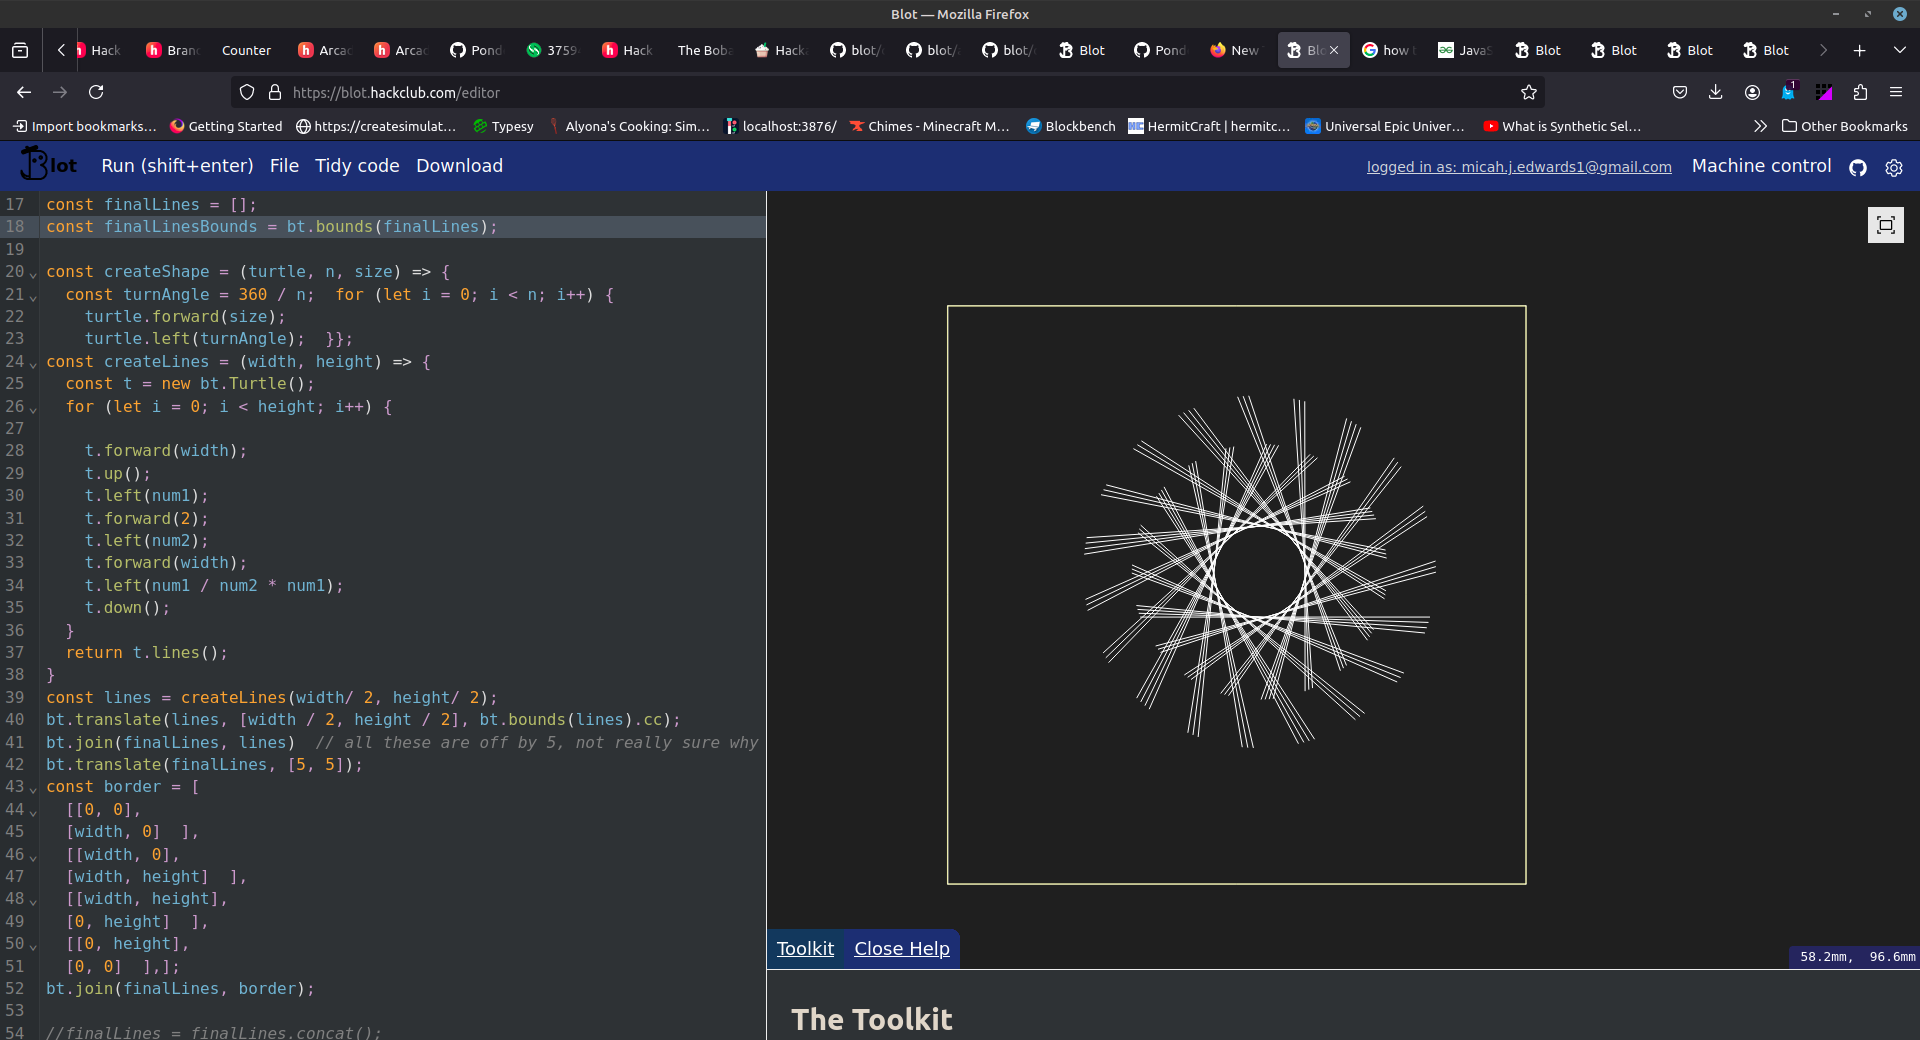 Blot — Mozilla Firefox
Hack Bran Counter Arcad Arcad Pond 3759 Hack The Boba Hack blot/ blot/ blot/ Blot Pond New Blo how JavaS Blot Blot Blot Blot
https://blot.hackclub.com/editor
1
Import bookmarks... Getting Started https://createsimulat... Typesy Alyona's Cooking: Sim... localhost:3876/ Chimes - Minecraft M... Blockbench HermitCraft | hermitc... Universal Epic Univer... What is Synthetic Sel... Other Bookmarks
Blot Run (shift+enter) File Tidy code Download logged in as: micah.j.edwards1@gmail.com Machine control
17 const finalLines = [];
18 const finalLinesBounds = bt.bounds(finalLines);
19
20 const createShape = (turtle, n, size) => {
21 const turnAngle = 360 / n;  for (let i = 0; i < n; i++) {
22 turtle.forward(size);
23 turtle.left(turnAngle);  }};
24 const createLines = (width, height) => {
25 const t = new bt.Turtle();
26 for (let i = 0; i < height; i++) {
27
28 t.forward(width);
29 t.up();
30 t.left(num1);
31 t.forward(2);
32 t.left(num2);
33 t.forward(width);
34 t.left(num1 / num2 * num1);
35 t.down();
36 }
37 return t.lines();
38 }
39 const lines = createLines(width/ 2, height/ 2);
40 bt.translate(lines, [width / 2, height / 2], bt.bounds(lines).cc);
41 bt.join(finalLines, lines)  // all these are off by 5, not really sure why
42 bt.translate(finalLines, [5, 5]);
43 const border = [
44 [[0, 0],
45 [width, 0]  ],
46 [[width, 0],
47 [width, height]  ],
48 [[width, height],
49 [0, height]  ],
50 [[0, height],
51 [0, 0]  ],];
52 bt.join(finalLines, border);
53
54 //finalLines = finalLines.concat();
Toolkit Close Help
58.2mm, 96.6mm
The Toolkit